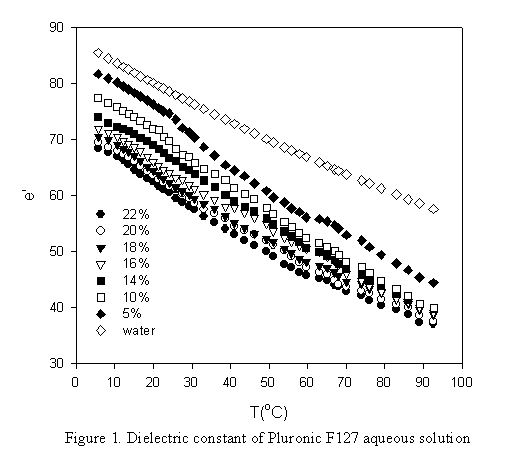 90
80
70
60
50
40
30
e'
22%
20%
18%
16%
14%
10%
5%
water
0 10 20 30 40 50 60 70 80 90 100
T(°C)
Figure 1. Dielectric constant of Pluronic F127 aqueous solution